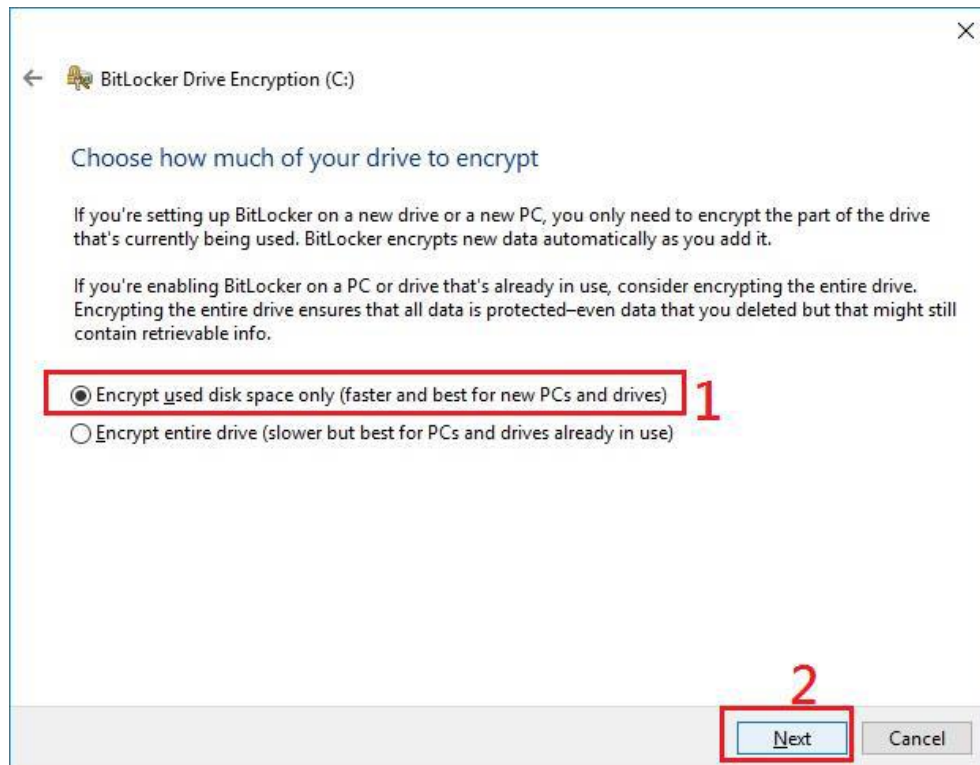 BitLocker Drive Encryption (C:)
Choose how much of your drive to encrypt
If you're setting up BitLocker on a new drive or a new PC, you only need to encrypt the part of the drive
that's currently being used. BitLocker encrypts new data automatically as you add it.
If you're enabling BitLocker on a PC or drive that's already in use, consider encrypting the entire drive.
Encrypting the entire drive ensures that all data is protected–even data that you deleted but that might still
contain retrievable info.
Encrypt used disk space only (faster and best for new PCs and drives) 1
Encrypt entire drive (slower but best for PCs and drives already in use)
2
Next Cancel